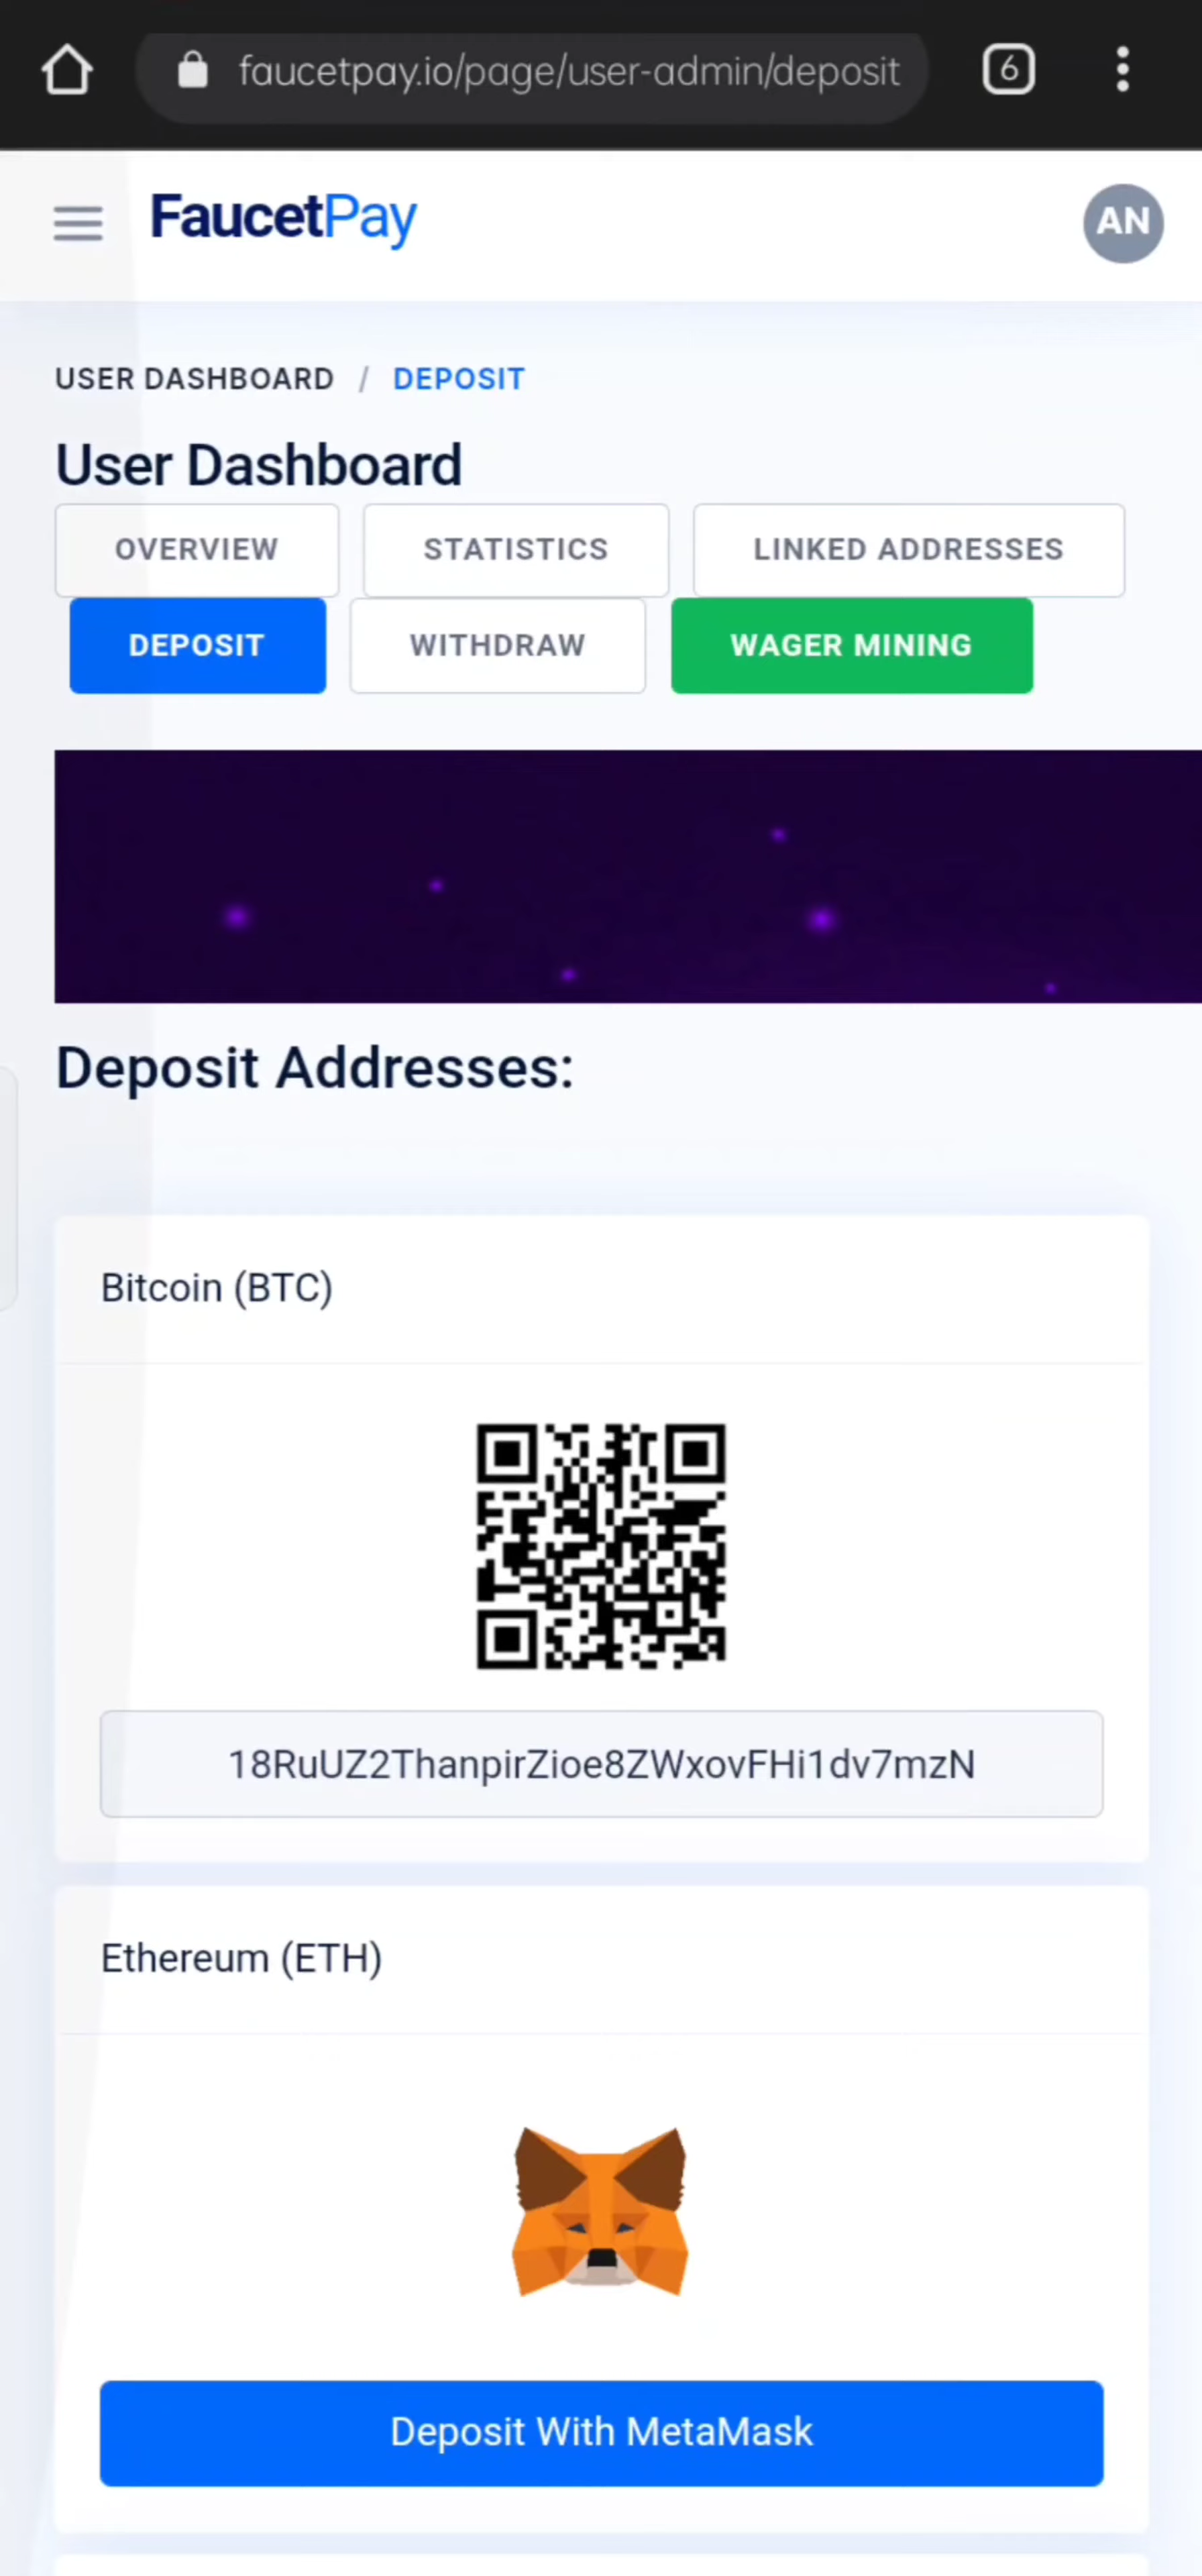 faucetpay.io/page/user-admin/deposit
6
FaucetPay
AN
USER DASHBOARD / DEPOSIT
User Dashboard
OVERVIEW
STATISTICS
LINKED ADDRESSES
DEPOSIT
WITHDRAW
WAGER MINING
Deposit Addresses:
Bitcoin (BTC)
18RuUZ2ThanpirZioe8ZWxovFHi1dv7mzN
Ethereum (ETH)
Deposit With MetaMask